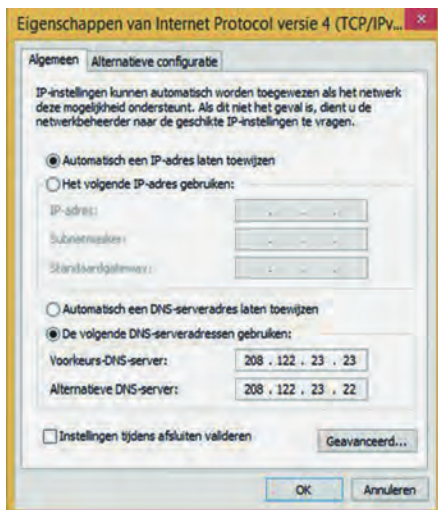 Eigenschappen van Internet Protocol versie 4 (TCP/IPv...
Algemeen
Alternatieve configuratie
IP-instellingen kunnen automatisch worden toegewezen als het netwerk
deze mogelijkheid ondersteunt. Als dit niet het geval is, dient u de
netwerkbeheerder naar de geschikte IP-instellingen te vragen.
Automatisch een IP-adres laten toewijzen
Het volgende IP-adres gebruiken:
IP-adres:
Subnetmasker:
Standaardgateway:
Automatisch een DNS-serveradres laten toewijzen
De volgende DNS-serveradressen gebruiken:
Voorkeurs-DNS-server: 208 . 122 . 23 . 23
Alternatieve DNS-server: 208 . 122 . 23 . 22
Instellingen tijdens afsluiten valideren
Geavanceerd...
OK Annuleren